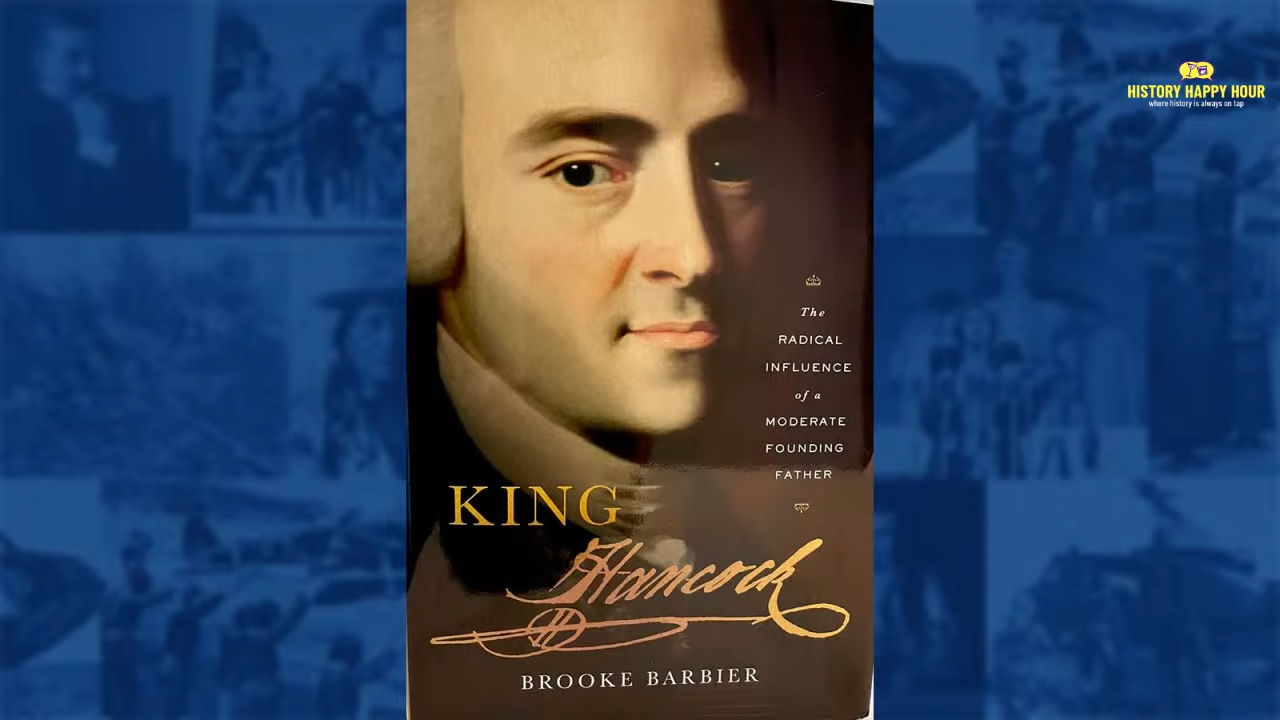 HISTORY HAPPY HOUR
where history is always on tap
The
RADICAL
INFLUENCE
of a
MODERATE
FOUNDING
FATHER
KING
Hancock
BROOKE BARBIER